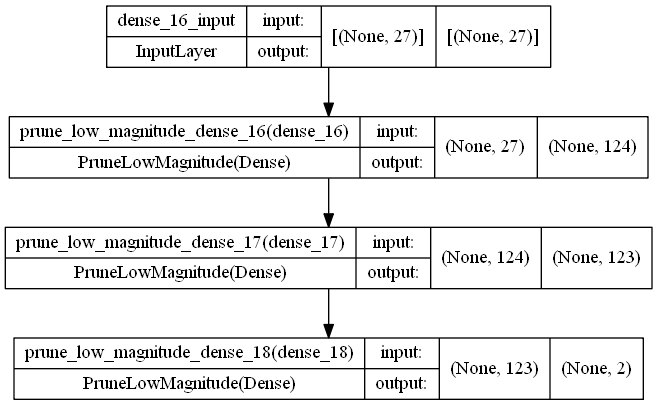 dense_16_input input: [(None, 27)] [(None, 27)]
InputLayer output:
prune_low_magnitude_dense_16(dense_16) input: (None, 27) (None, 124)
PruneLowMagnitude(Dense) output:
prune_low_magnitude_dense_17(dense_17) input: (None, 124) (None, 123)
PruneLowMagnitude(Dense) output:
prune_low_magnitude_dense_18(dense_18) input: (None, 123) (None, 2)
PruneLowMagnitude(Dense) output: